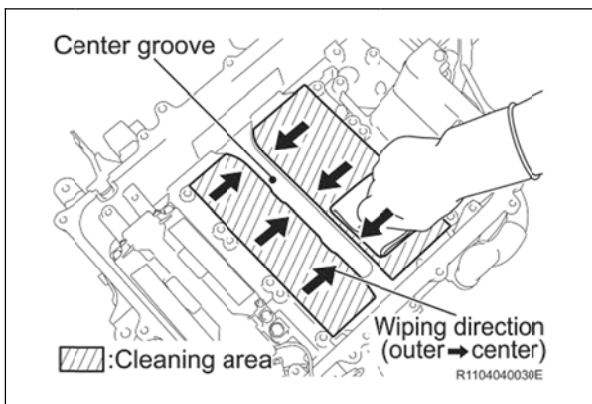 Center groove
Wiping direction
(outer➡center)
:Cleaning area
R1104040030E